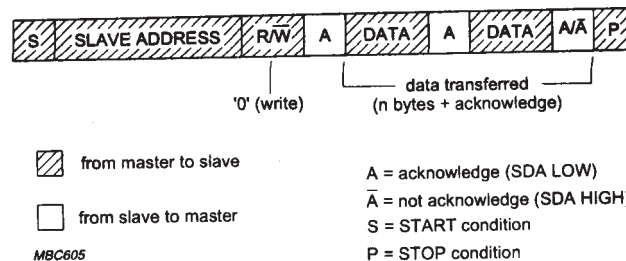 S SLAVE ADDRESS R/W̅ A DATA A DATA A/A̅ P
'0' (write)
data transferred
(n bytes + acknowledge)
from master to slave
from slave to master
A = acknowledge (SDA LOW)
A̅ = not acknowledge (SDA HIGH)
S = START condition
P = STOP condition
MBC605